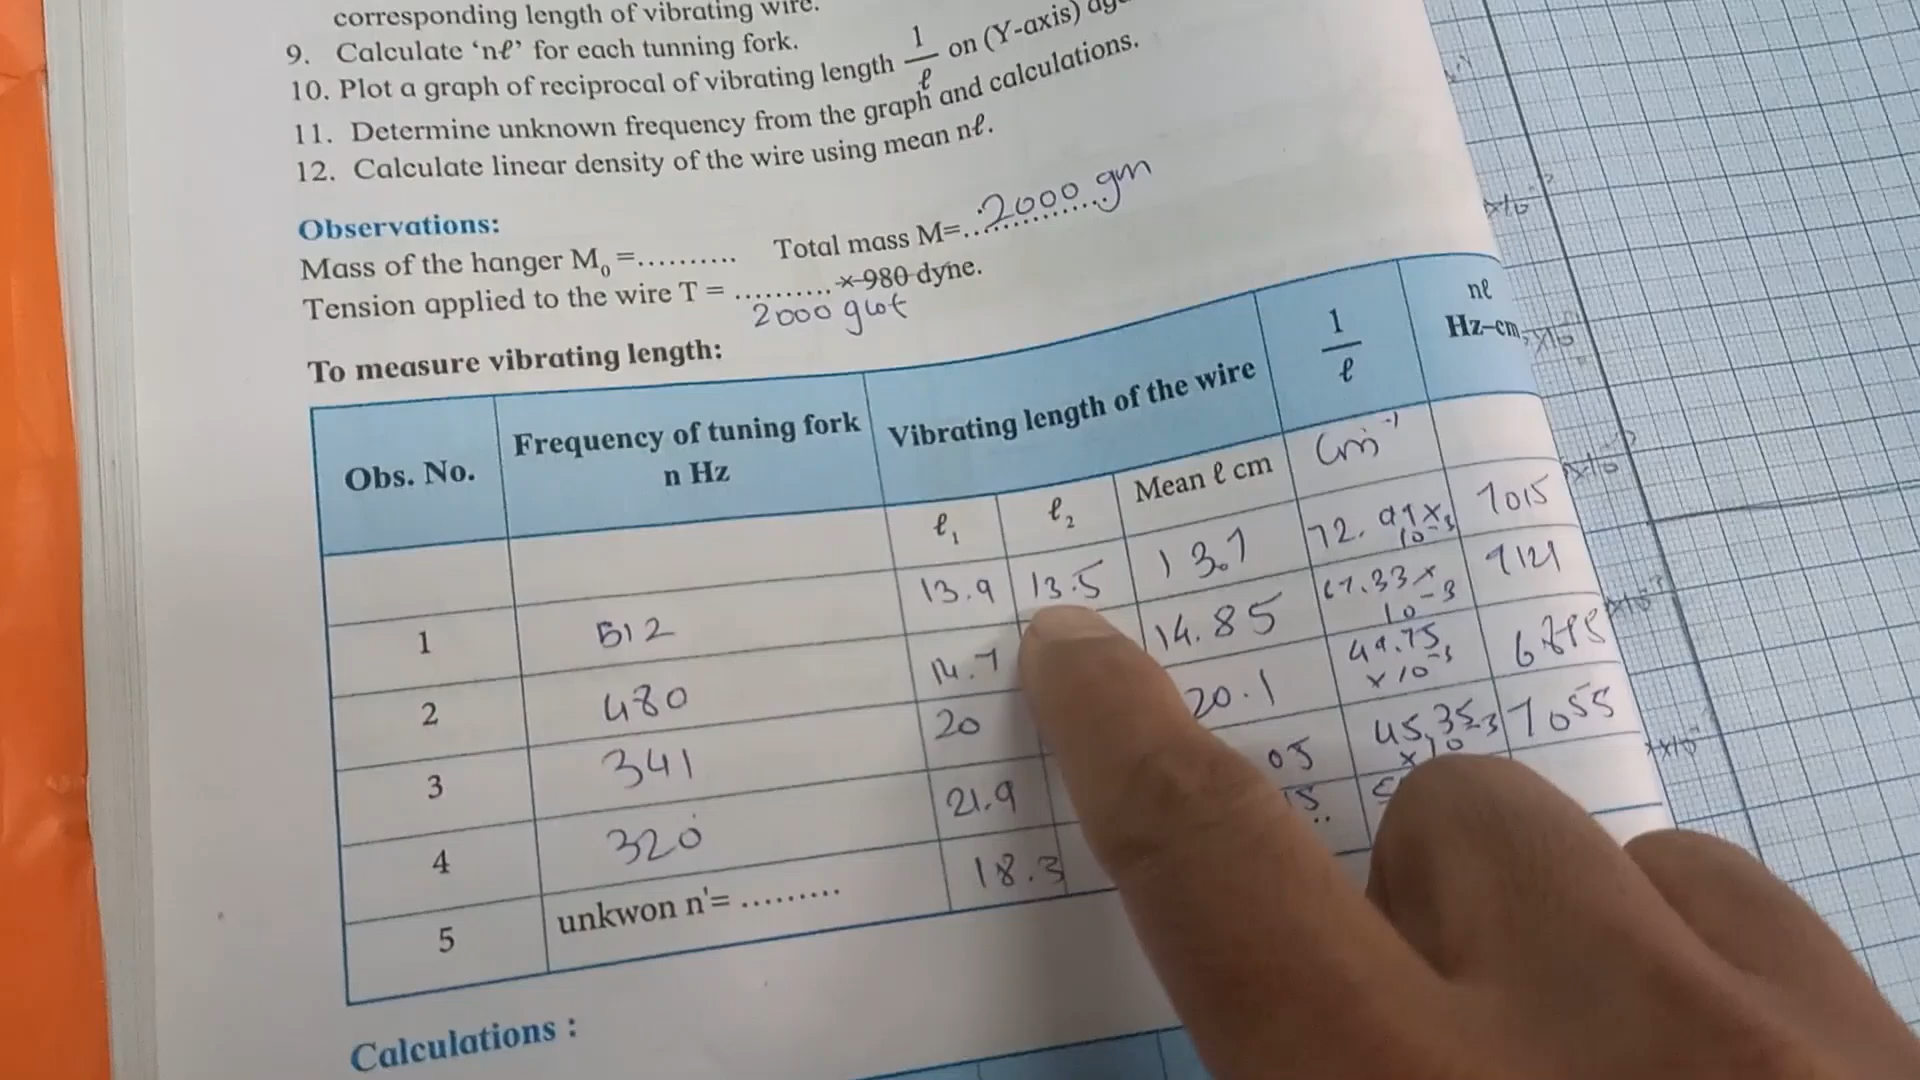 corresponding length of vibrating wire.
9. Calculate ‘nℓ’ for each tunning fork.
10. Plot a graph of reciprocal of vibrating length 1/ℓ on (Y-axis)
11. Determine unknown frequency from the graph and calculations.
12. Calculate linear density of the wire using mean nℓ.
Observations:
Mass of the hanger M₀ =.......... Total mass M=..2000 gm
Tension applied to the wire T = ..........×980 dyne.
2000 gwt
To measure vibrating length:
Obs. No. Frequency of tuning fork n Hz Vibrating length of the wire 1/ℓ nℓ Hz–cm
ℓ₁ ℓ₂ Mean ℓ cm cm⁻¹
1 512 13.9 13.5 13.7 72.99×10⁻³ 7015
2 480 14.7 14.85 67.33×10⁻³ 7121
3 341 20 20.1 49.75×10⁻³
4 320 21.9 05 45.35×10⁻³ 7055
5 unkwon n'= ......... 18.3
Calculations :